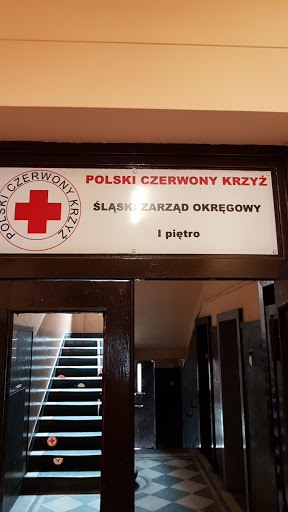 POLSKI CZERWONY KRZYŻ
POLSKI CZERWONY KRZYŻ
ŚLĄSKI ZARZĄD OKRĘGOWY
I piętro